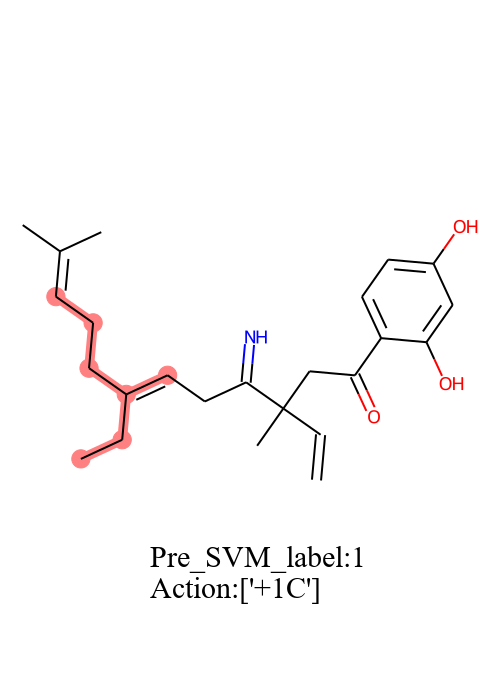 OH
NH
OH
O
Pre_SVM_label:1
Action:['+1C']